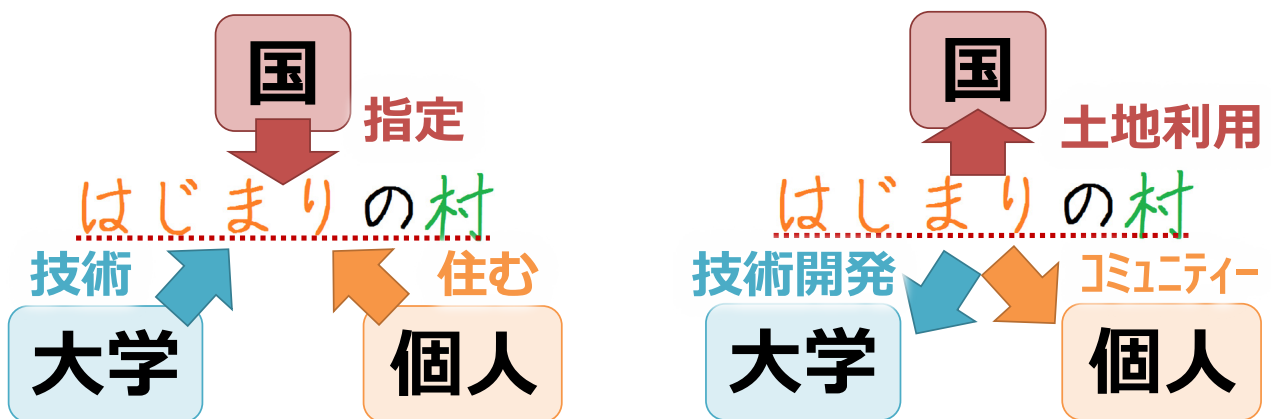 国
指定
はじまりの村
技術
住む
大学
個人
国
土地利用
はじまりの村
技術開発
コミュニティー
大学
個人